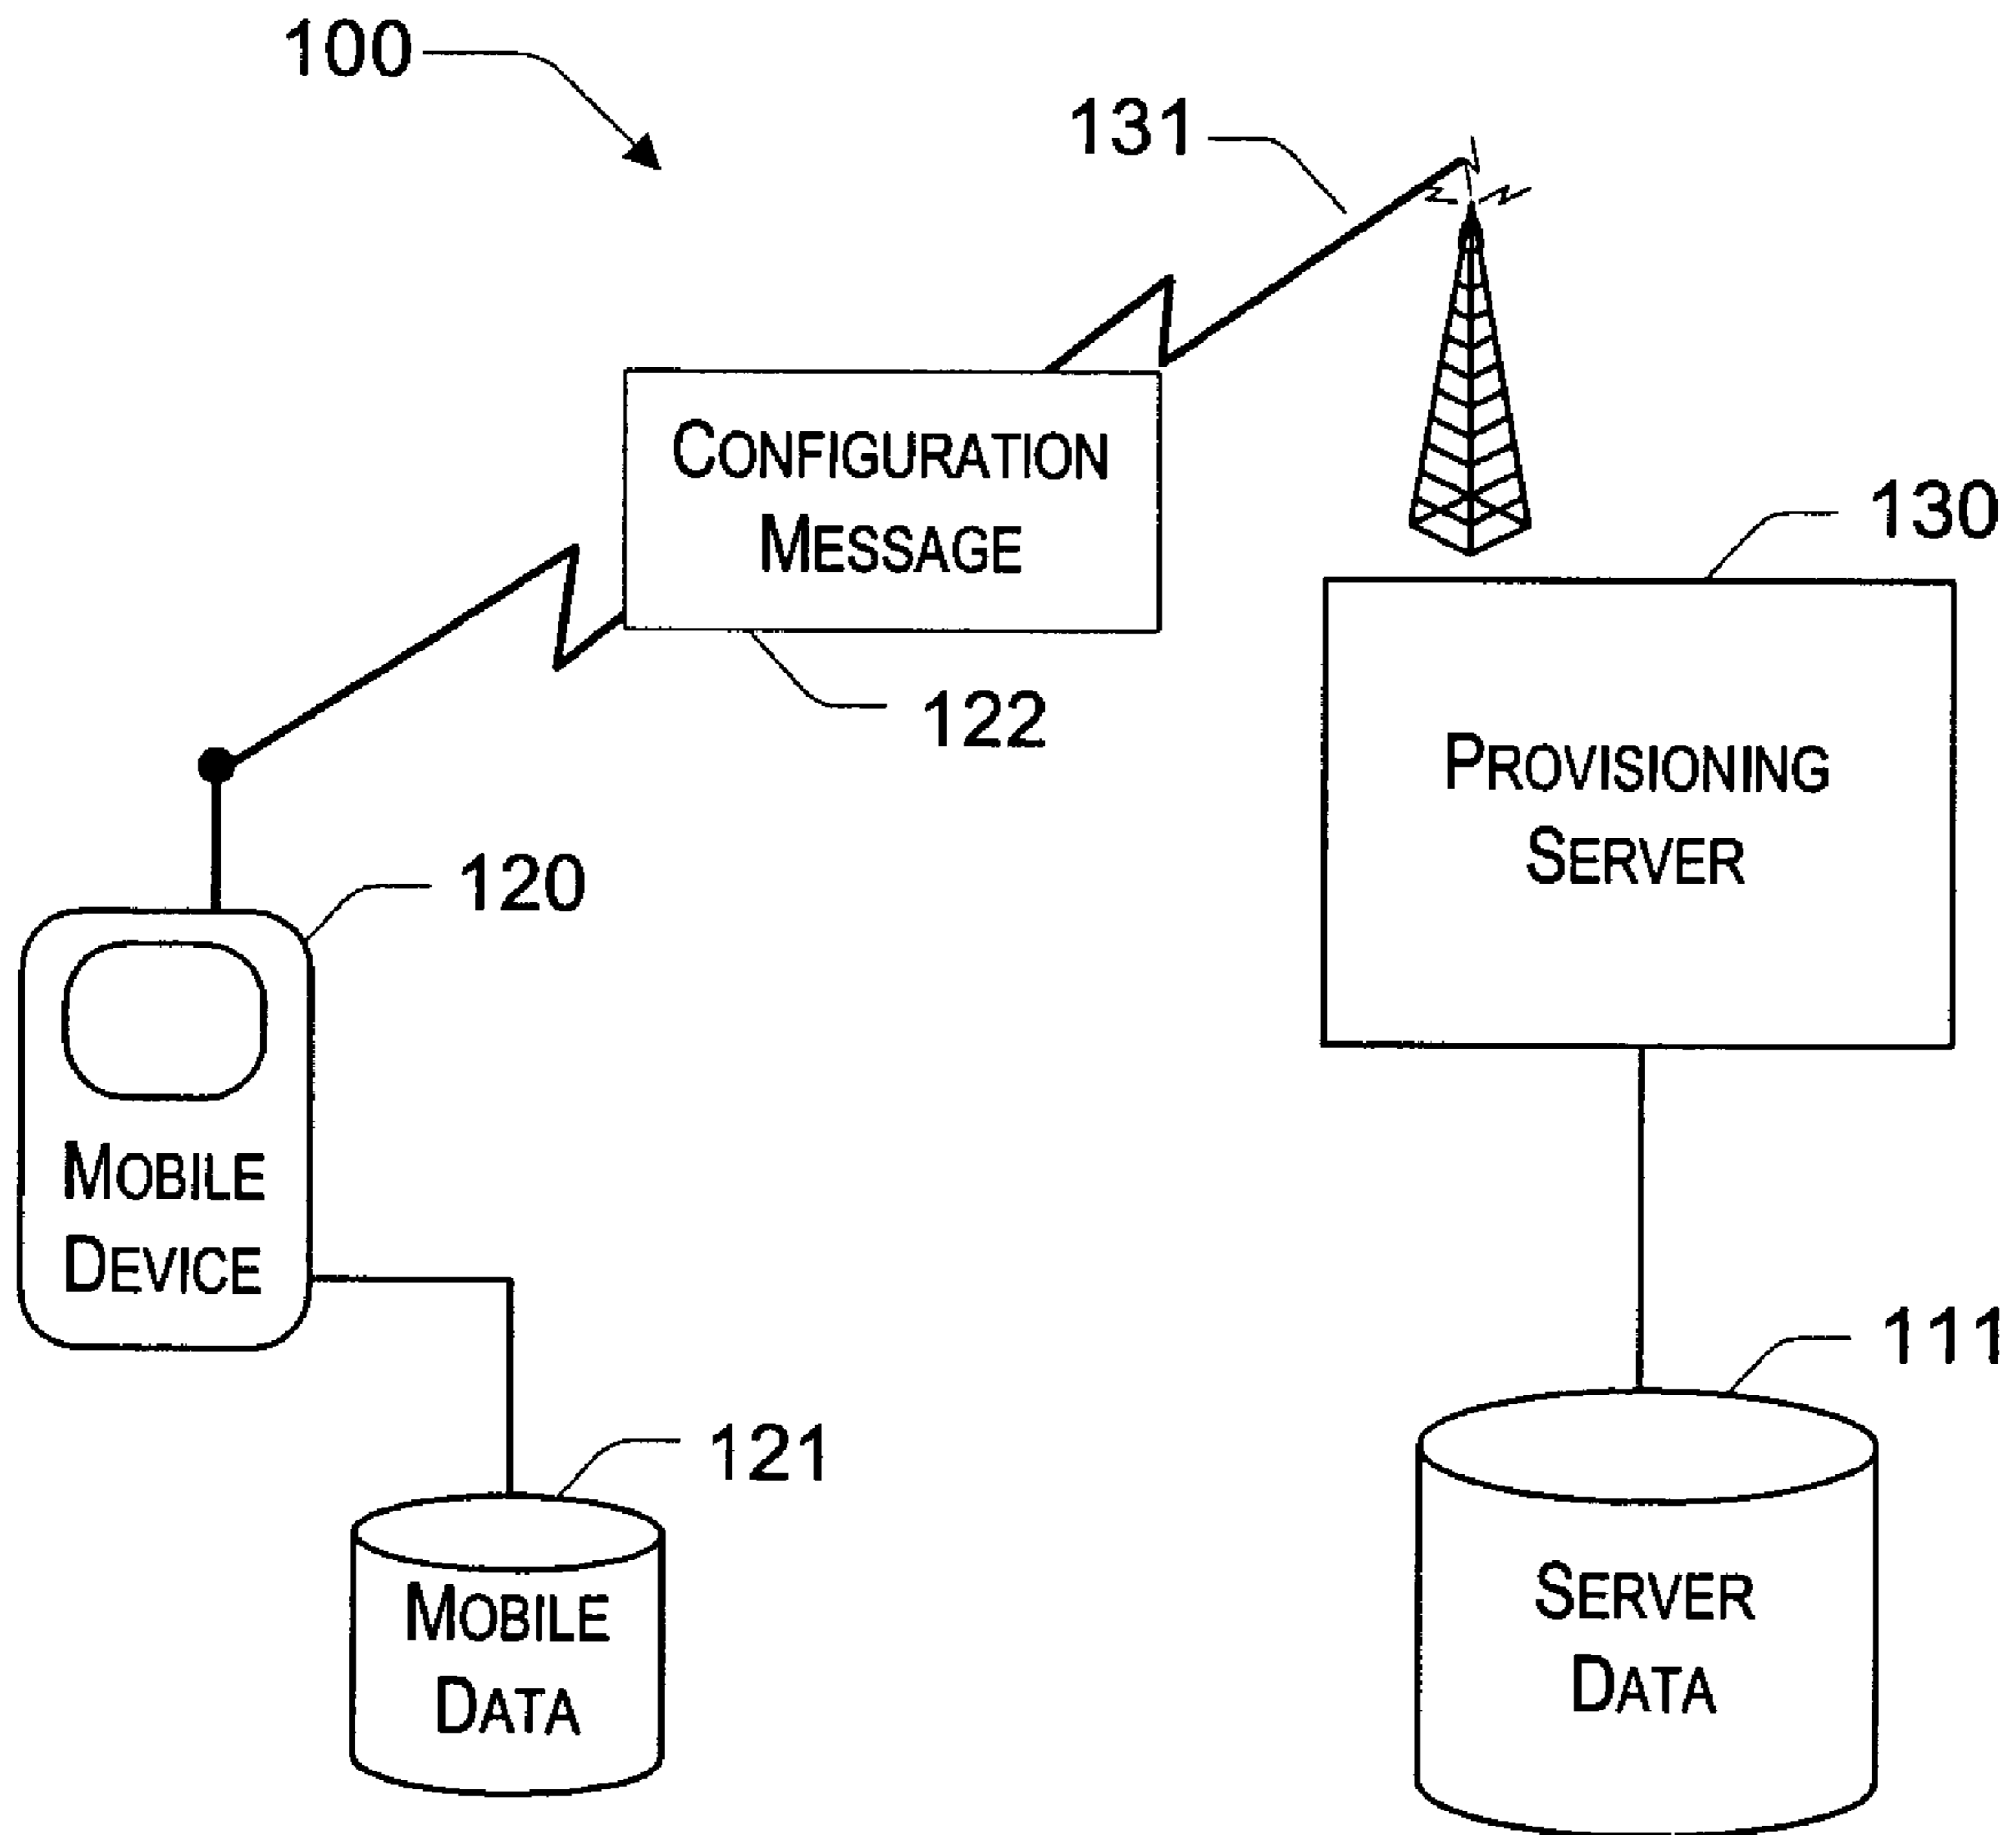 100
131
CONFIGURATION
MESSAGE
130
122
PROVISIONING
SERVER
120
MOBILE
DEVICE
111
121
SERVER
DATA
MOBILE
DATA